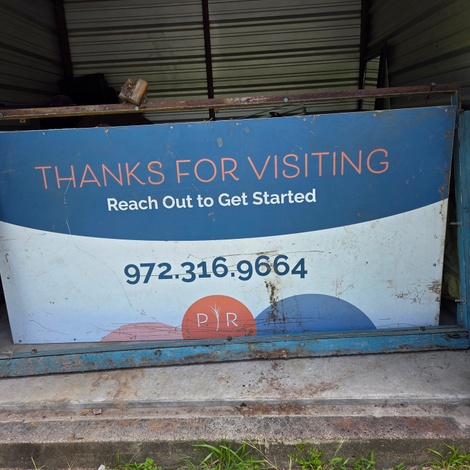 THANKS FOR VISITING
Reach Out to Get Started
972.316.9664
P R